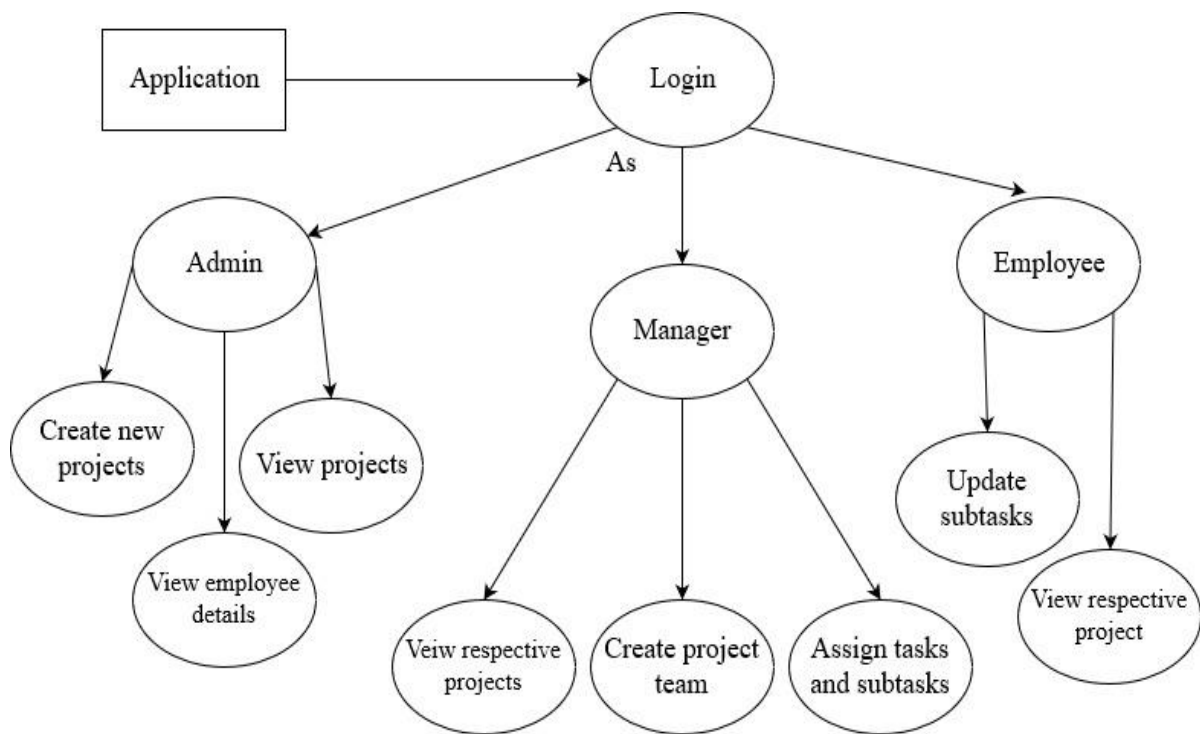 Application
Login
As
Admin
Employee
Manager
Create new
projects
View projects
Update
subtasks
View employee
details
View respective
project
Veiw respective
projects
Create project
team
Assign tasks
and subtasks